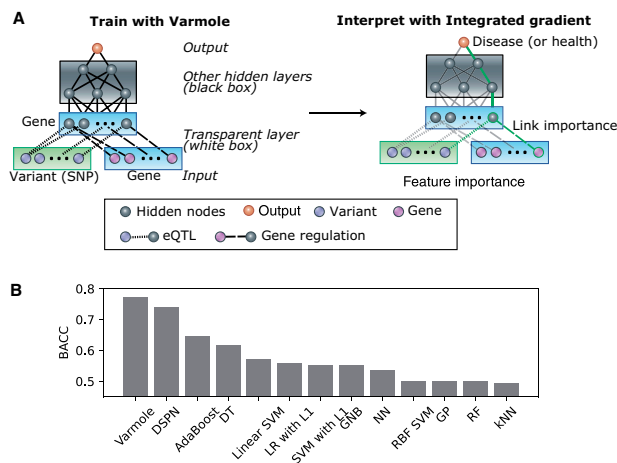 A
Train with Varmole
Interpret with Integrated gradient
Output
Disease (or health)
Other hidden layers
(black box)
Gene
Link importance
Transparent layer
(white box)
Variant (SNP)
Gene
Input
Feature importance
Hidden nodes
Output
Variant
Gene
eQTL
Gene regulation
B
BACC
0.8
0.7
0.6
0.5
Varmole
DSPN
AdaBoost
DT
Linear SVM
LR with L1
SVM with L1
GNB
NN
RBF SVM
GP
RF
kNN